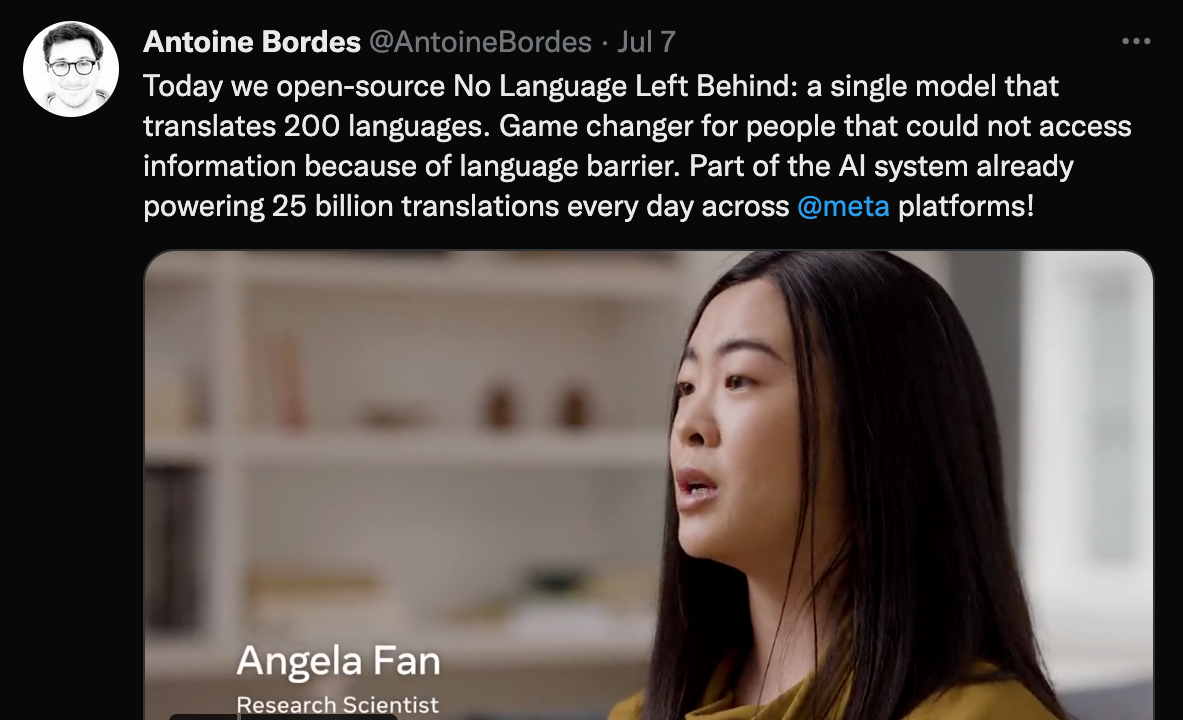 Antoine Bordes @AntoineBordes · Jul 7
Today we open-source No Language Left Behind: a single model that
translates 200 languages. Game changer for people that could not access
information because of language barrier. Part of the AI system already
powering 25 billion translations every day across @meta platforms!
Angela Fan
Research Scientist